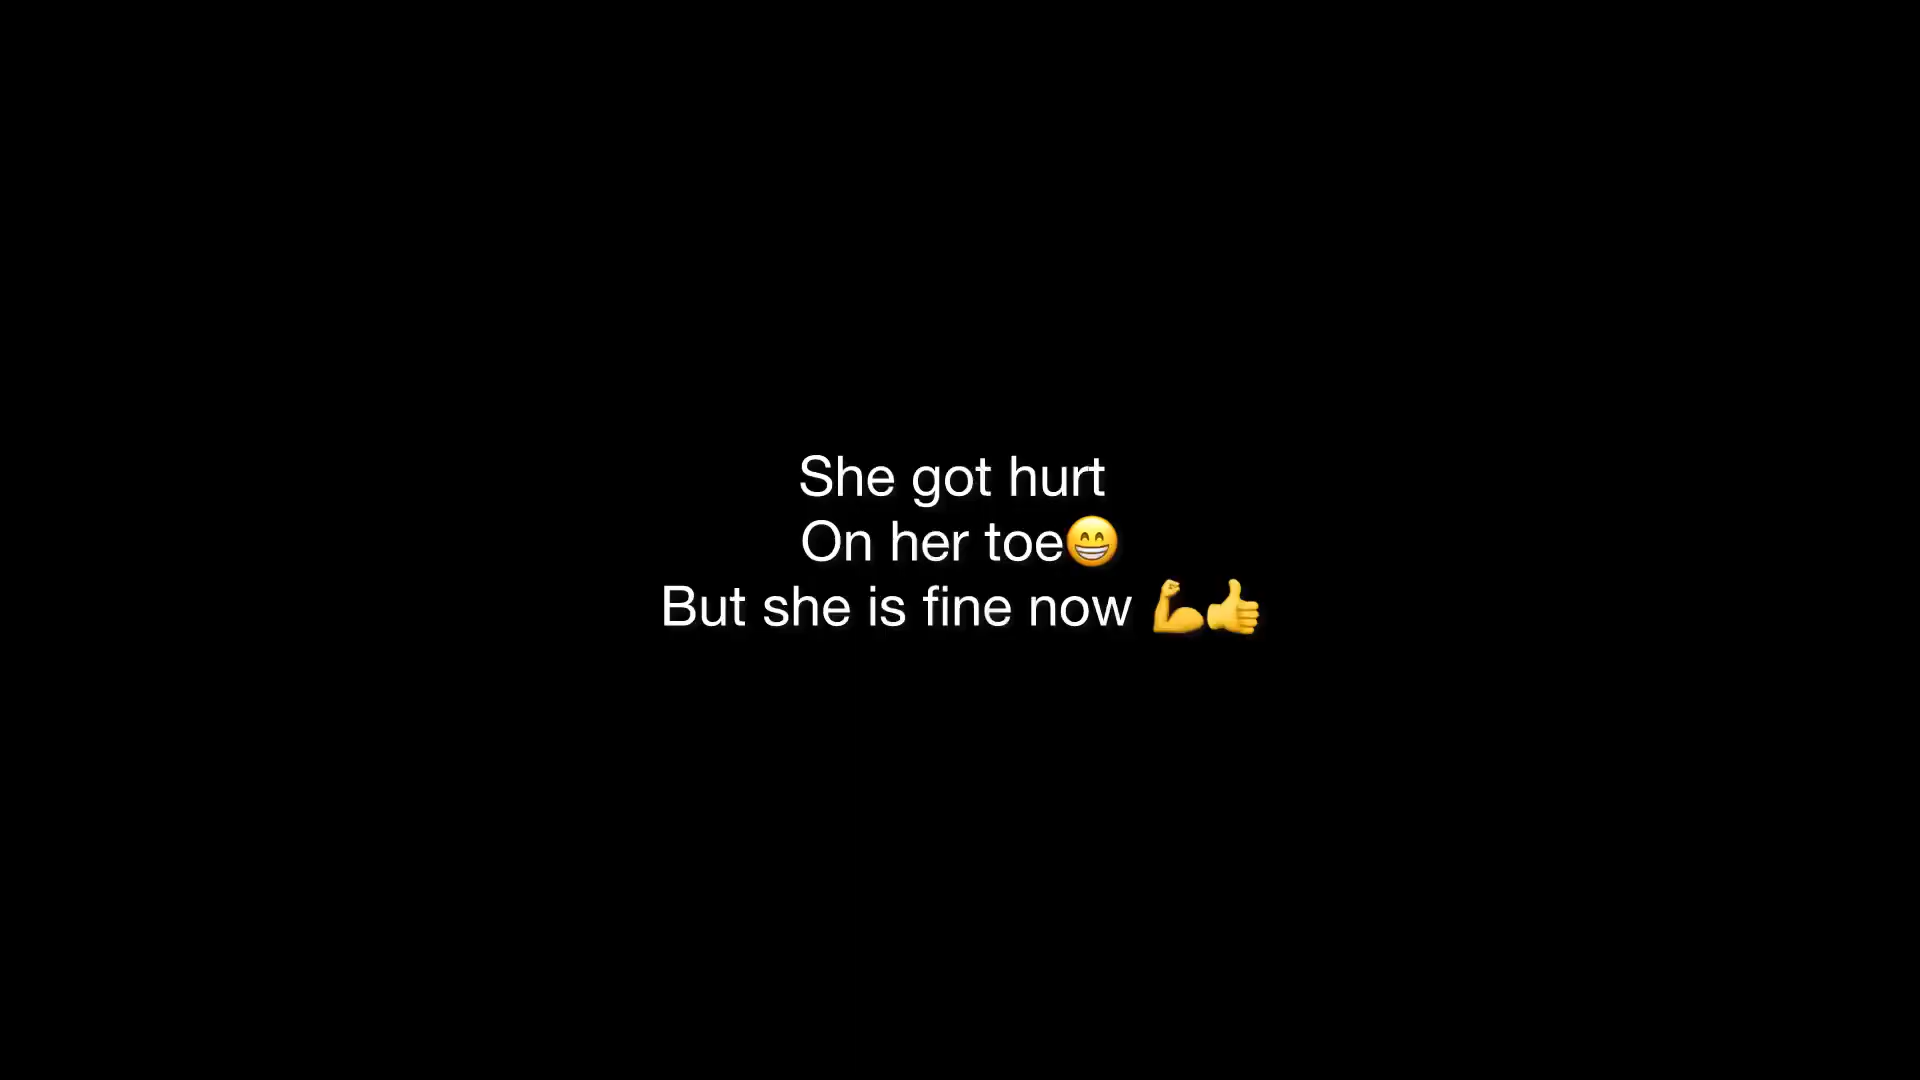 She got hurt
On her toe😁
But she is fine now 💪👍